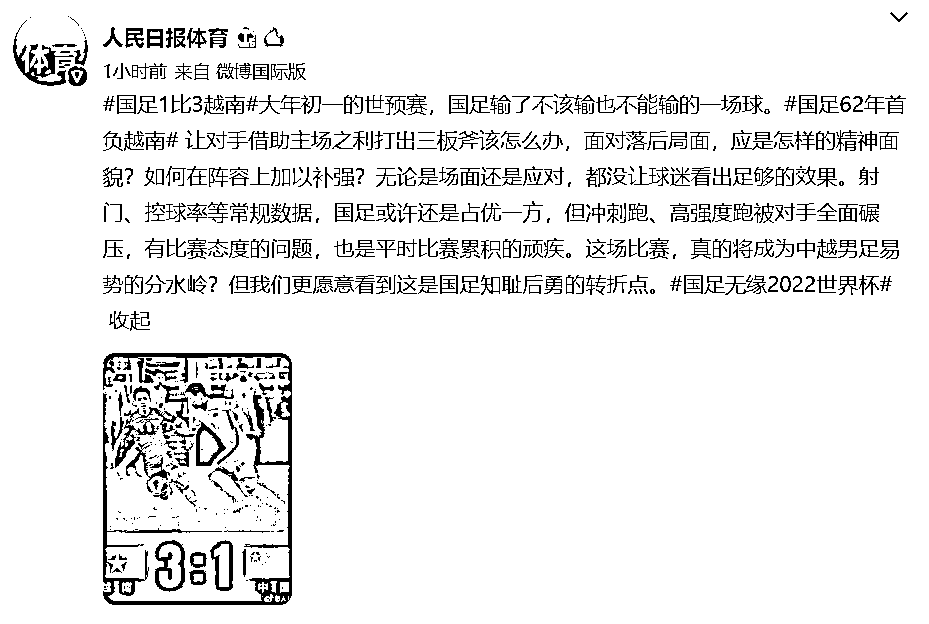 体育
人民日报体育
1小时前 来自 微博国际版
#国足1比3越南#大年初一的世预赛，国足输了不该输也不能输的一场球。#国足62年首
负越南# 让对手借助主场之利打出三板斧该怎么办，面对落后局面，应是怎样的精神面
貌？如何在阵容上加以补强？无论是场面还是应对，都没让球迷看出足够的效果。射
门、控球率等常规数据，国足或许还是占优一方，但冲刺跑、高强度跑被对手全面碾
压，有比赛态度的问题，也是平时比赛累积的顽疾。这场比赛，真的将成为中越男足易
势的分水岭？但我们更愿意看到这是国足知耻后勇的转折点。#国足无缘2022世界杯#
收起
3:1
中国